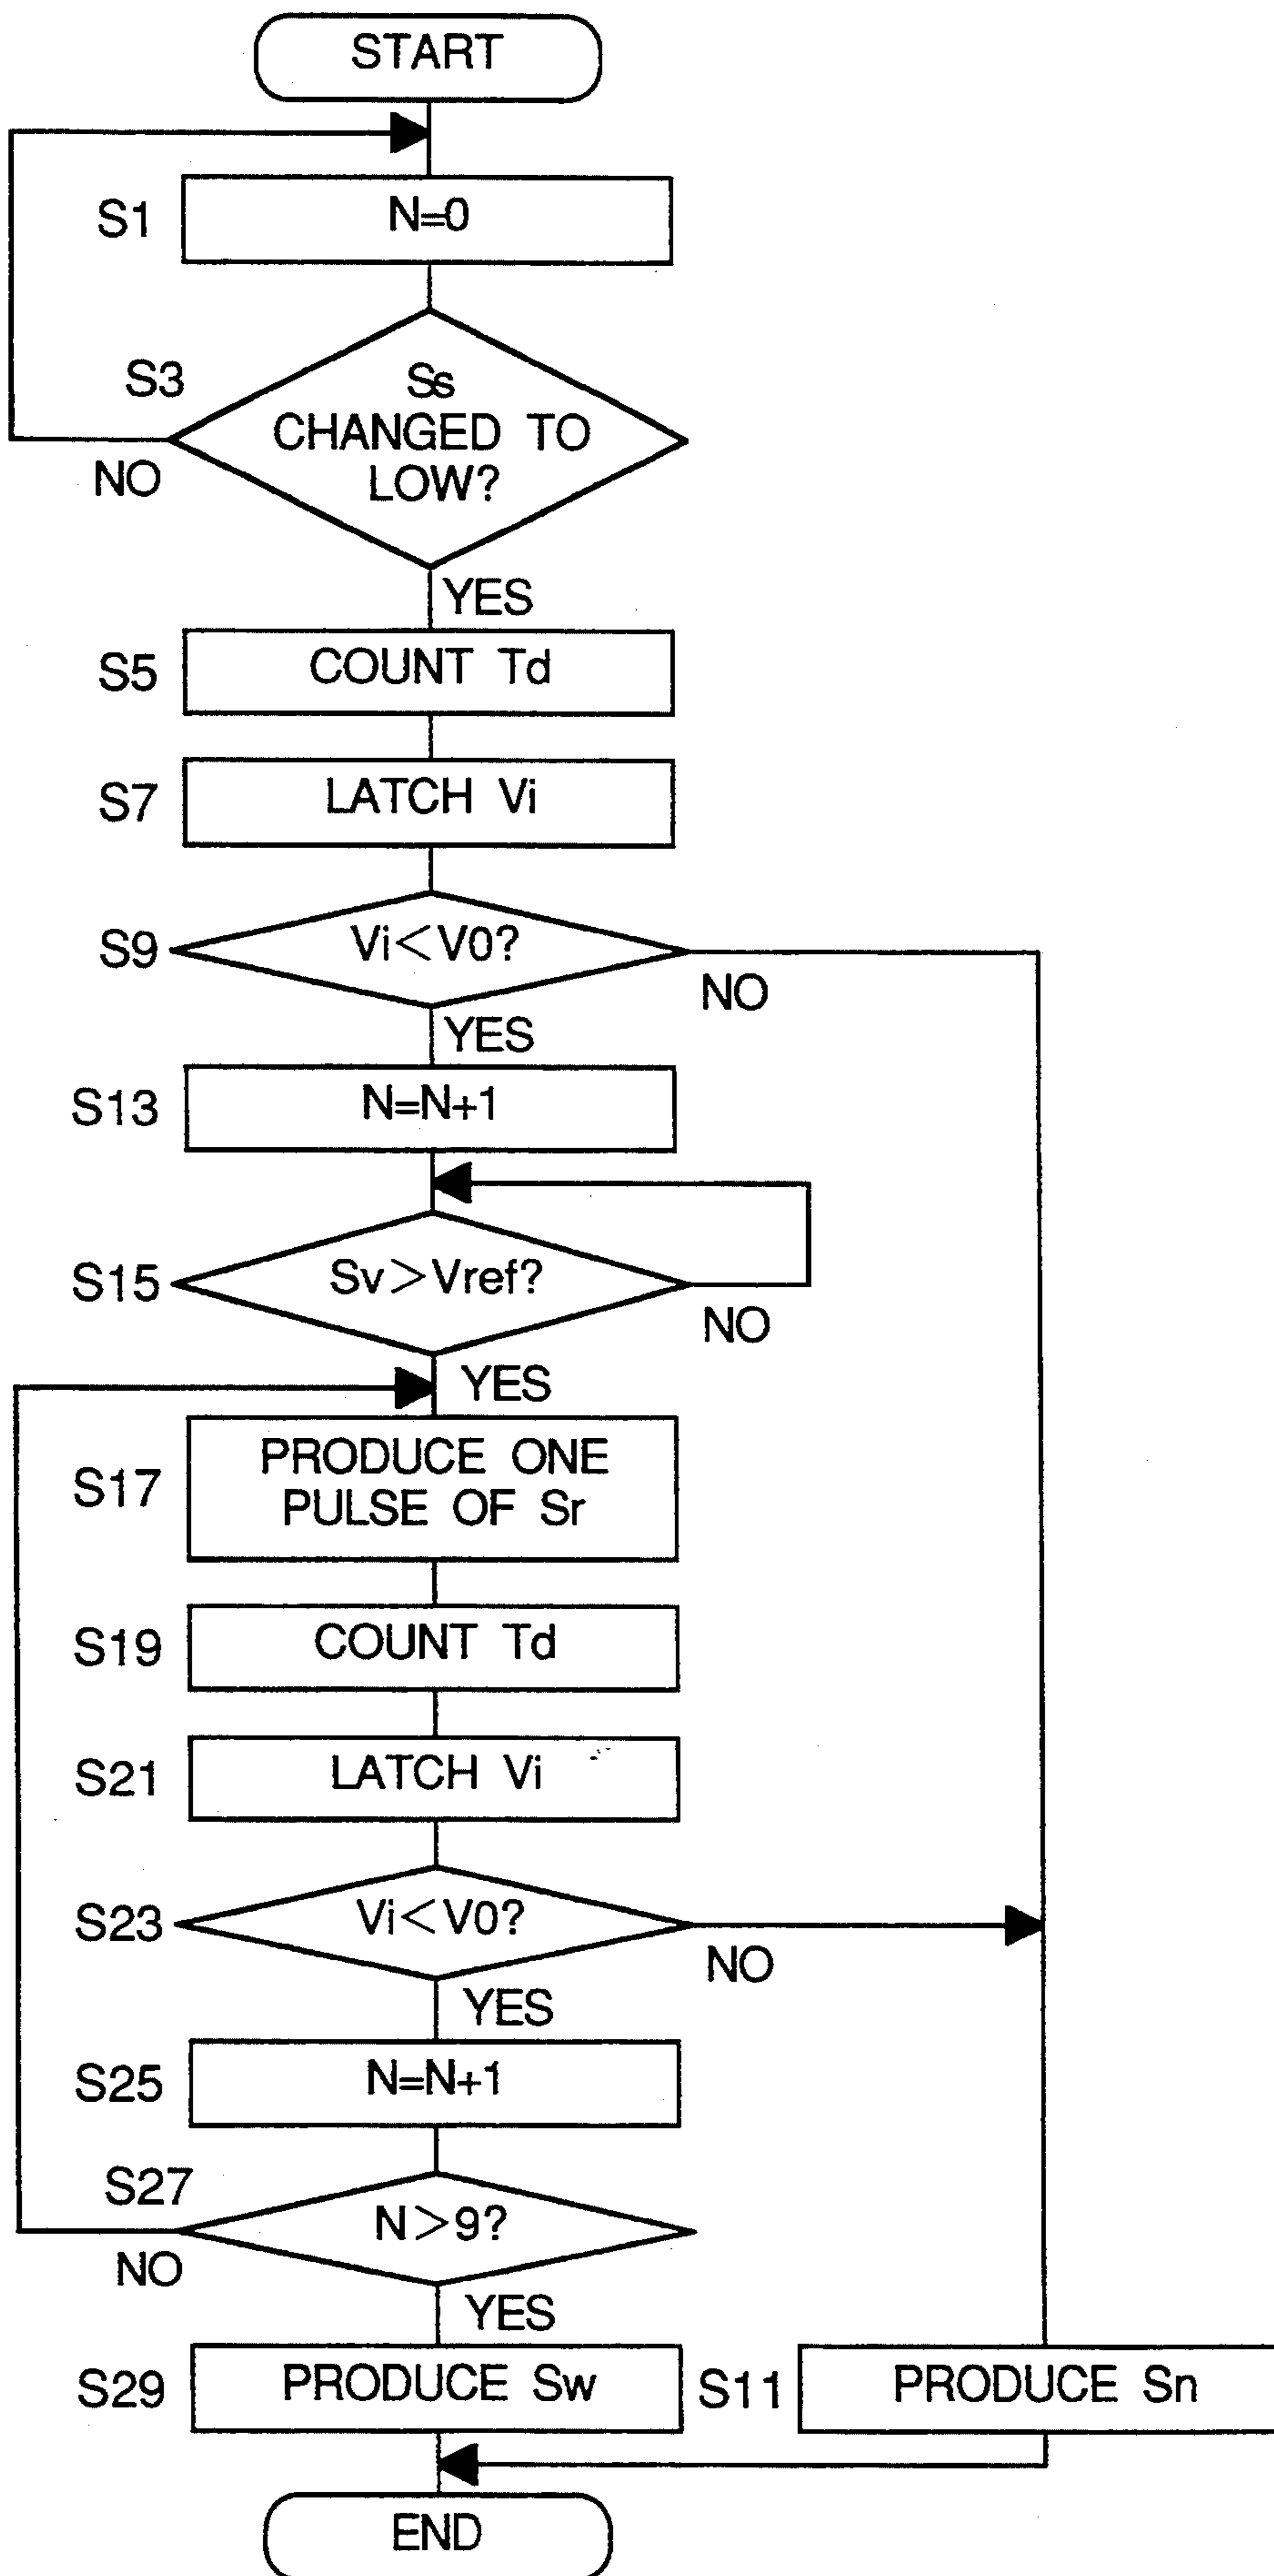 START
S1
N=0
S3
Ss
CHANGED TO
LOW?
NO
YES
S5
COUNT Td
S7
LATCH Vi
S9
Vi<V0?
NO
YES
S13
N=N+1
S15
Sv>Vref?
NO
YES
S17
PRODUCE ONE
PULSE OF Sr
S19
COUNT Td
S21
LATCH Vi
S23
Vi<V0?
NO
YES
S25
N=N+1
S27
N>9?
NO
YES
S29
PRODUCE Sw
S11
PRODUCE Sn
END